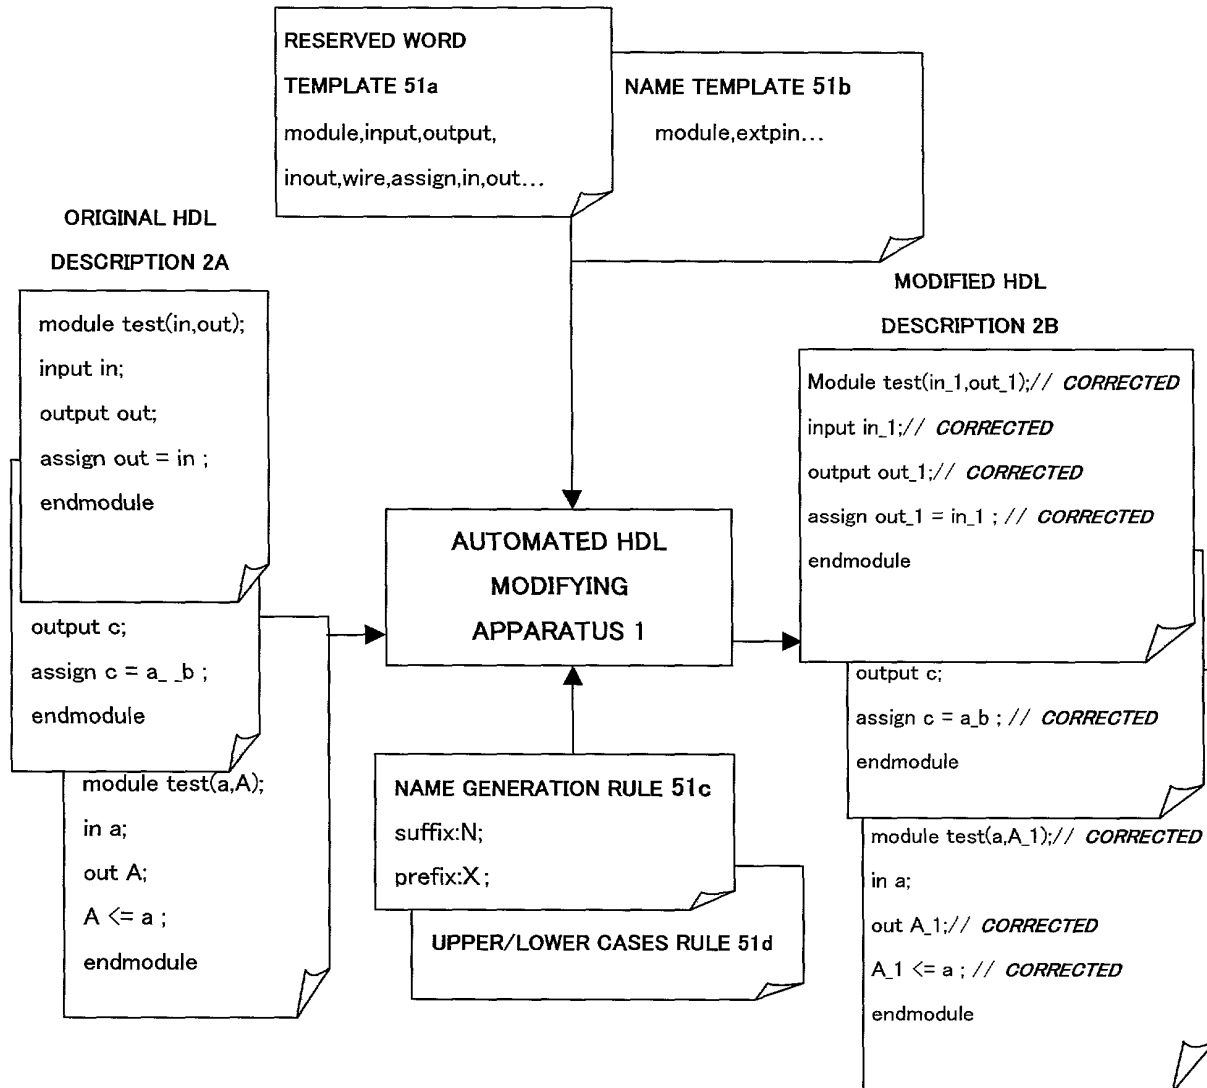 RESERVED WORD
TEMPLATE 51a
module,input,output,
inout,wire,assign,in,out...
NAME TEMPLATE 51b
module,extpin...
ORIGINAL HDL
DESCRIPTION 2A
module test(in,out);
input in;
output out;
assign out = in ;
endmodule
output c;
assign c = a_ _b ;
endmodule
module test(a,A);
in a;
out A;
A <= a ;
endmodule
AUTOMATED HDL
MODIFYING
APPARATUS 1
NAME GENERATION RULE 51c
suffix:N;
prefix:X ;
UPPER/LOWER CASES RULE 51d
MODIFIED HDL
DESCRIPTION 2B
Module test(in_1,out_1);// CORRECTED
input in_1;// CORRECTED
output out_1;// CORRECTED
assign out_1 = in_1 ; // CORRECTED
endmodule
output c;
assign c = a_b ; // CORRECTED
endmodule
module test(a,A_1);// CORRECTED
in a;
out A_1;// CORRECTED
A_1 <= a ; // CORRECTED
endmodule